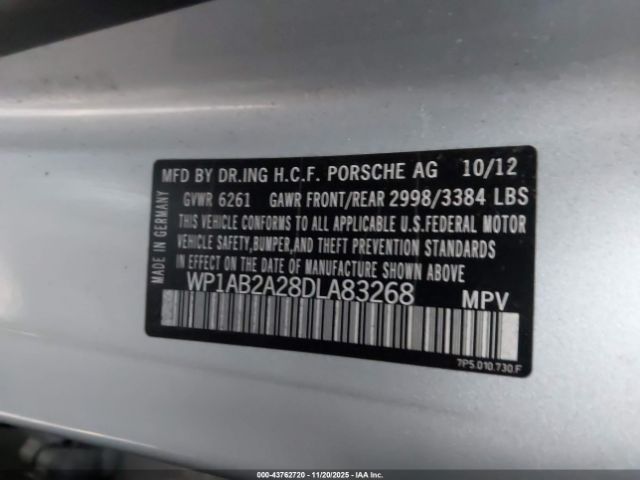 MFD BY DR.ING H.C.F. PORSCHE AG 10/12
GVWR 6261 GAWR FRONT/REAR 2998/3384 LBS
THIS VEHICLE CONFORMS TO ALL APPLICABLE U.S.FEDERAL MOTOR
VEHICLE SAFETY,BUMPER,AND THEFT PREVENTION STANDARDS
IN EFFECT ON THE DATE OF MANUFACTURE SHOWN ABOVE
WP1AB2A28DLA83268 MPV
MADE IN GERMANY
7P5.010.730.F
000-43762720 - 11/20/2025 - IAAI.COM